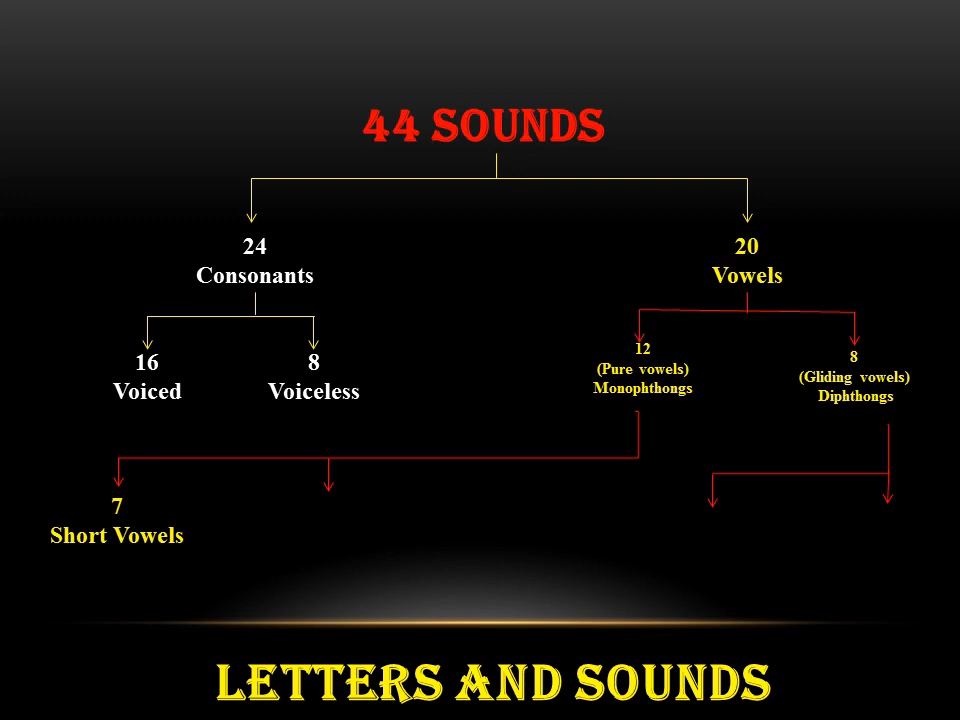 44 SOUNDS
24
Consonants
20
Vowels
16
Voiced
8
Voiceless
12
(Pure vowels)
Monophthongs
8
(Gliding vowels)
Diphthongs
7
Short Vowels
LETTERS AND SOUNDS